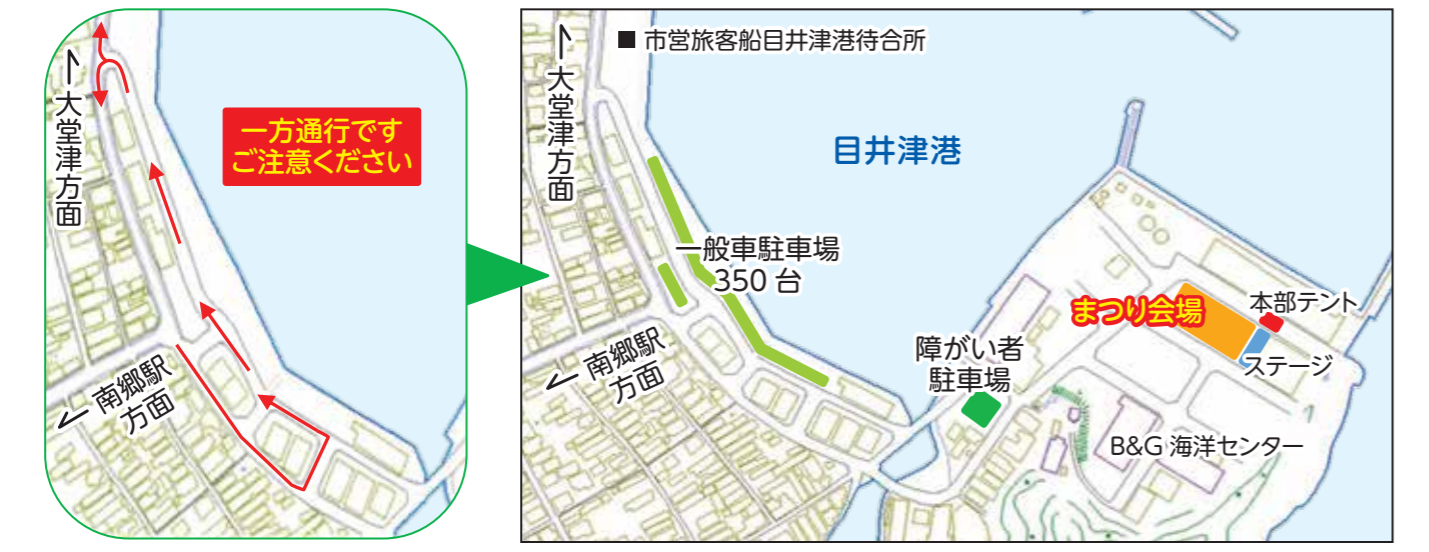 大堂津方面
一方通行です
ご注意ください
南郷駅
方面
■ 市営旅客船目井津港待合所
大堂津方面
目井津港
一般車駐車場
350 台
南郷駅
方面
障がい者
駐車場
まつり会場
本部テント
ステージ
B&G 海洋センター